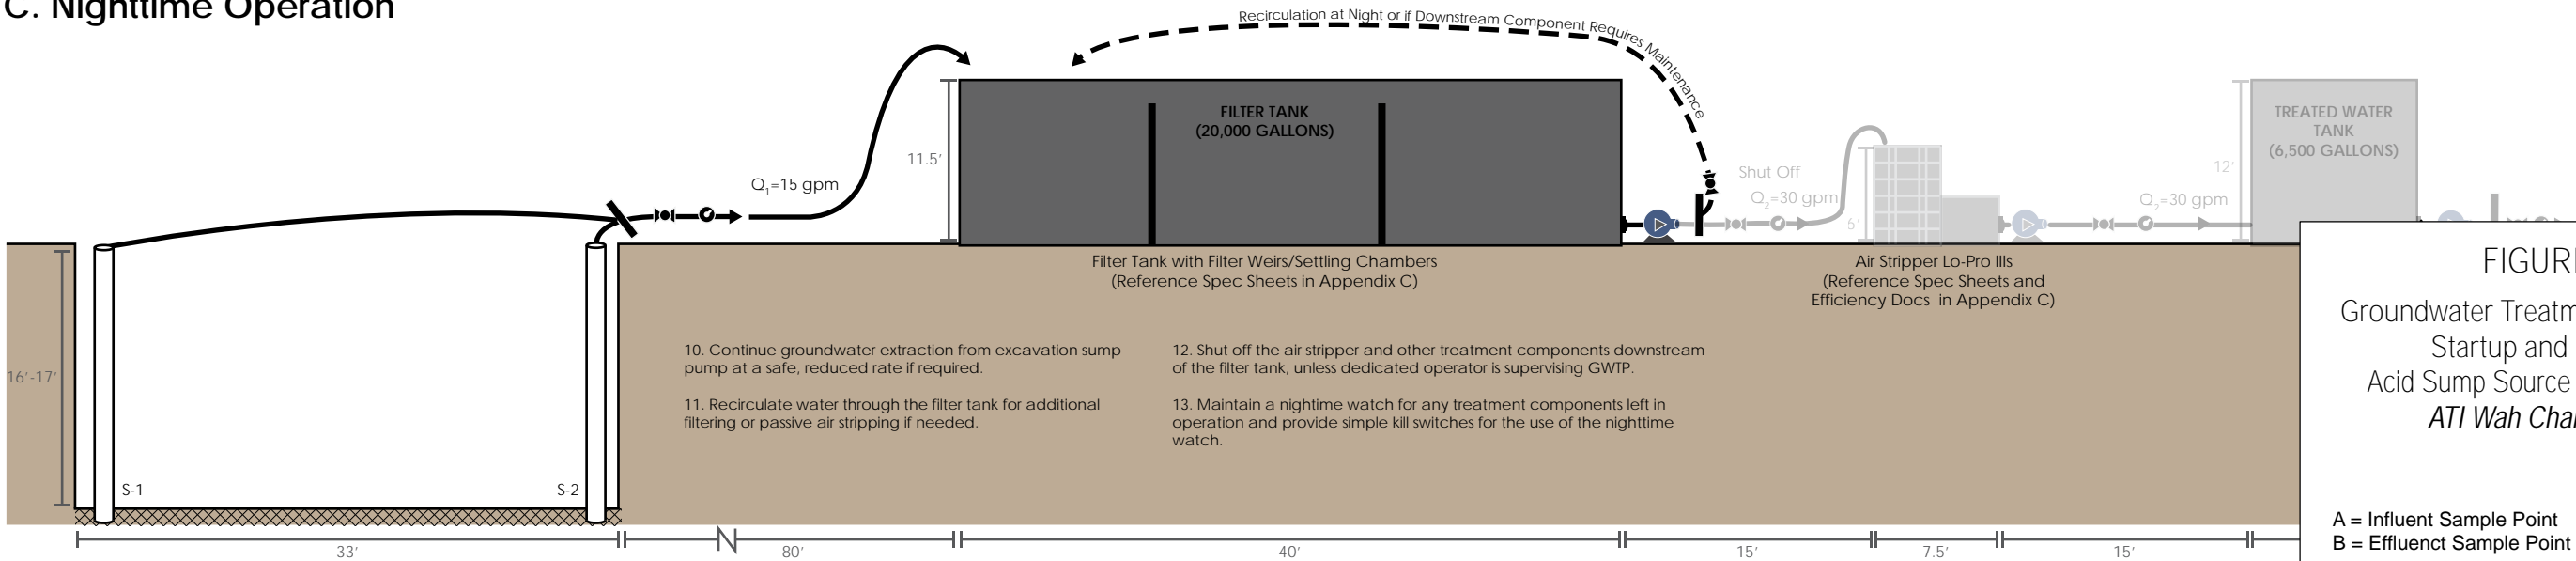 C. Nighttime Operation
Recirculation at Night or if Downstream Component Requires Maintenance
FILTER TANK
(20,000 GALLONS)
TREATED WATER
TANK
(6,500 GALLONS)
11.5'
12'
Q1=15 gpm
Shut Off
Q2=30 gpm
6'
Q2=30 gpm
Filter Tank with Filter Weirs/Settling Chambers
(Reference Spec Sheets in Appendix C)
Air Stripper Lo-Pro IIIs
(Reference Spec Sheets and
Efficiency Docs in Appendix C)
16'-17'
10. Continue groundwater extraction from excavation sump
pump at a safe, reduced rate if required.
11. Recirculate water through the filter tank for additional
filtering or passive air stripping if needed.
12. Shut off the air stripper and other treatment components downstream
of the filter tank, unless dedicated operator is supervising GWTP.
13. Maintain a nightime watch for any treatment components left in
operation and provide simple kill switches for the use of the nighttime
watch.
S-1
S-2
33'
80'
40'
15'
7.5'
15'
FIGUR
Groundwater Treatm
Startup and
Acid Sump Source
ATI Wah Cha
A = Influent Sample Point
B = Effluenct Sample Point